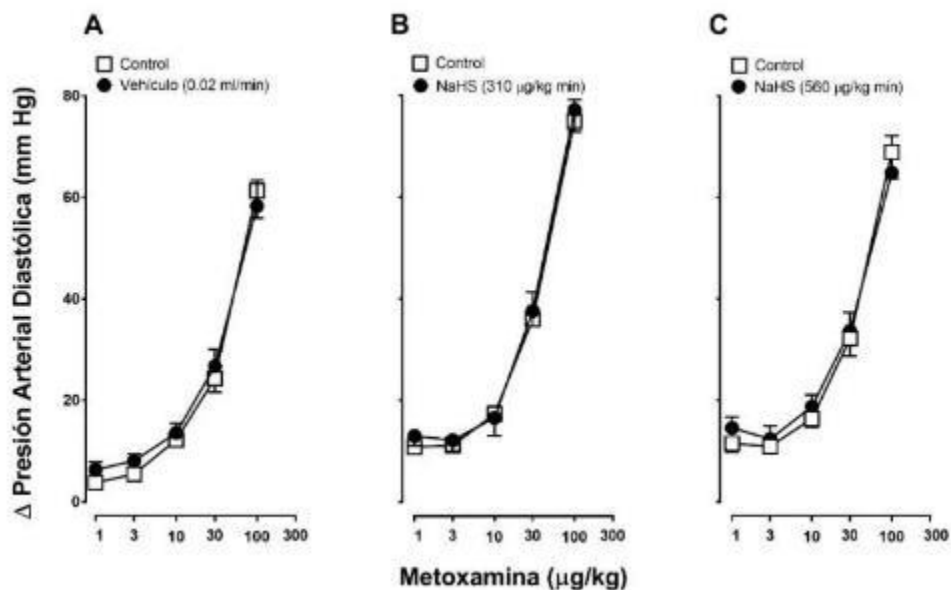 A
Control
Vehículo (0.02 ml/min)
B
Control
NaHS (310 µg/kg min)
C
Control
NaHS (560 µg/kg min)
Δ Presión Arterial Diastólica (mm Hg)
80
60
40
20
0
1 3 10 30 100 300
1 3 10 30 100 300
1 3 10 30 100 300
Metoxamina (µg/kg)